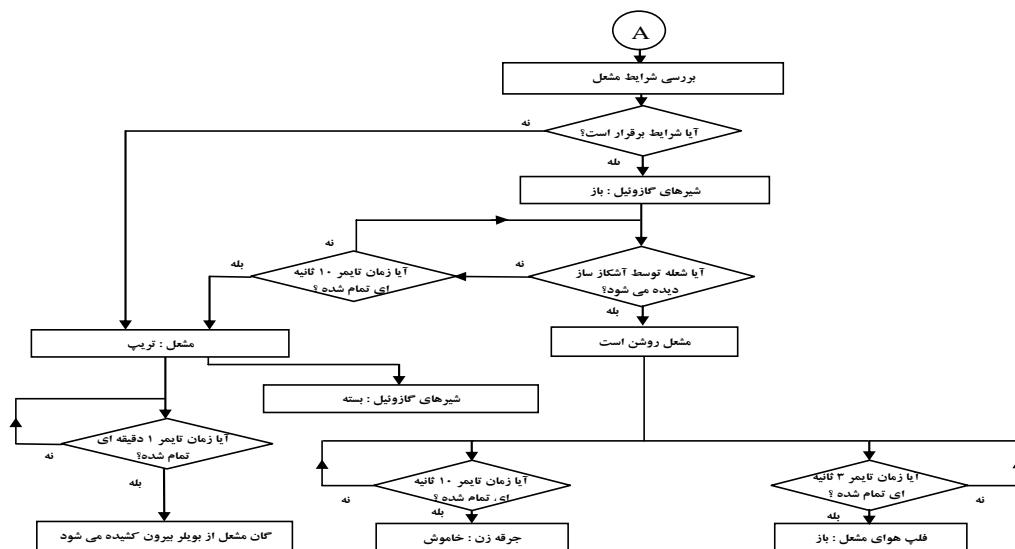 A
بررسی شرایط مشعل
آیا شرایط برقرار است؟
نه
بله
شیرهای گازوئیل : باز
آیا شعله توسط آشکاز ساز
دیده می شود؟
نه
بله
آیا زمان تایمر ۱۰ ثانیه
ای تمام شده ؟
نه
بله
مشعل روشن است
مشعل : تریپ
شیرهای گازوئیل : بسته
آیا زمان تایمر ۱ دقیقه ای
تمام شده؟
نه
بله
گان مشعل از بویلر بیرون کشیده می شود
آیا زمان تایمر ۱۰ ثانیه
ای تمام شده ؟
نه
بله
جرقه زن : خاموش
آیا زمان تایمر ۳ ثانیه
ای تمام شده ؟
نه
بله
فلپ هوای مشعل : باز